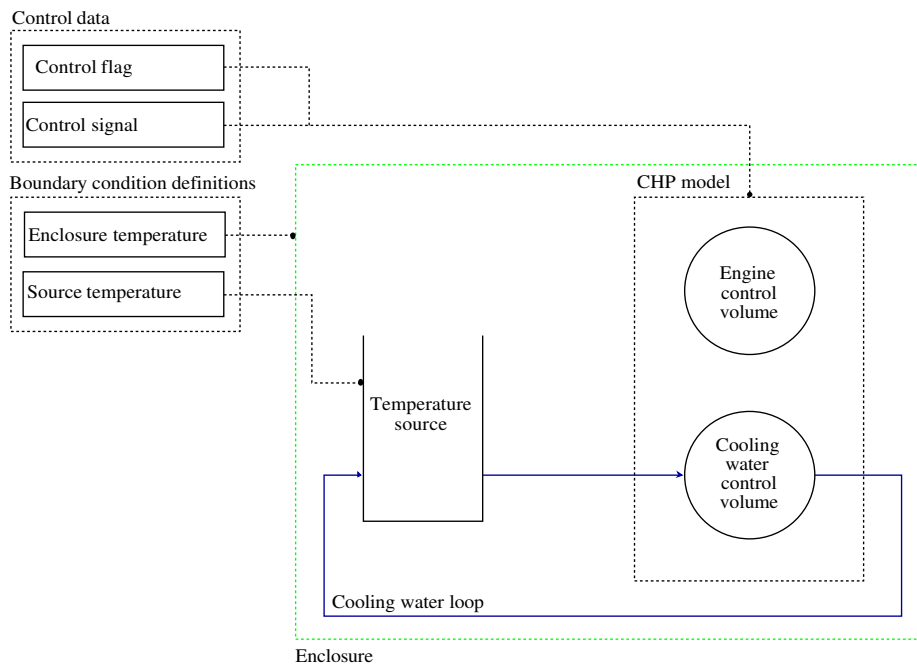 Control data
Control flag
Control signal
Boundary condition definitions
Enclosure temperature
Source temperature
CHP model
Engine
control
volume
Temperature
source
Cooling
water
control
volume
Cooling water loop
Enclosure